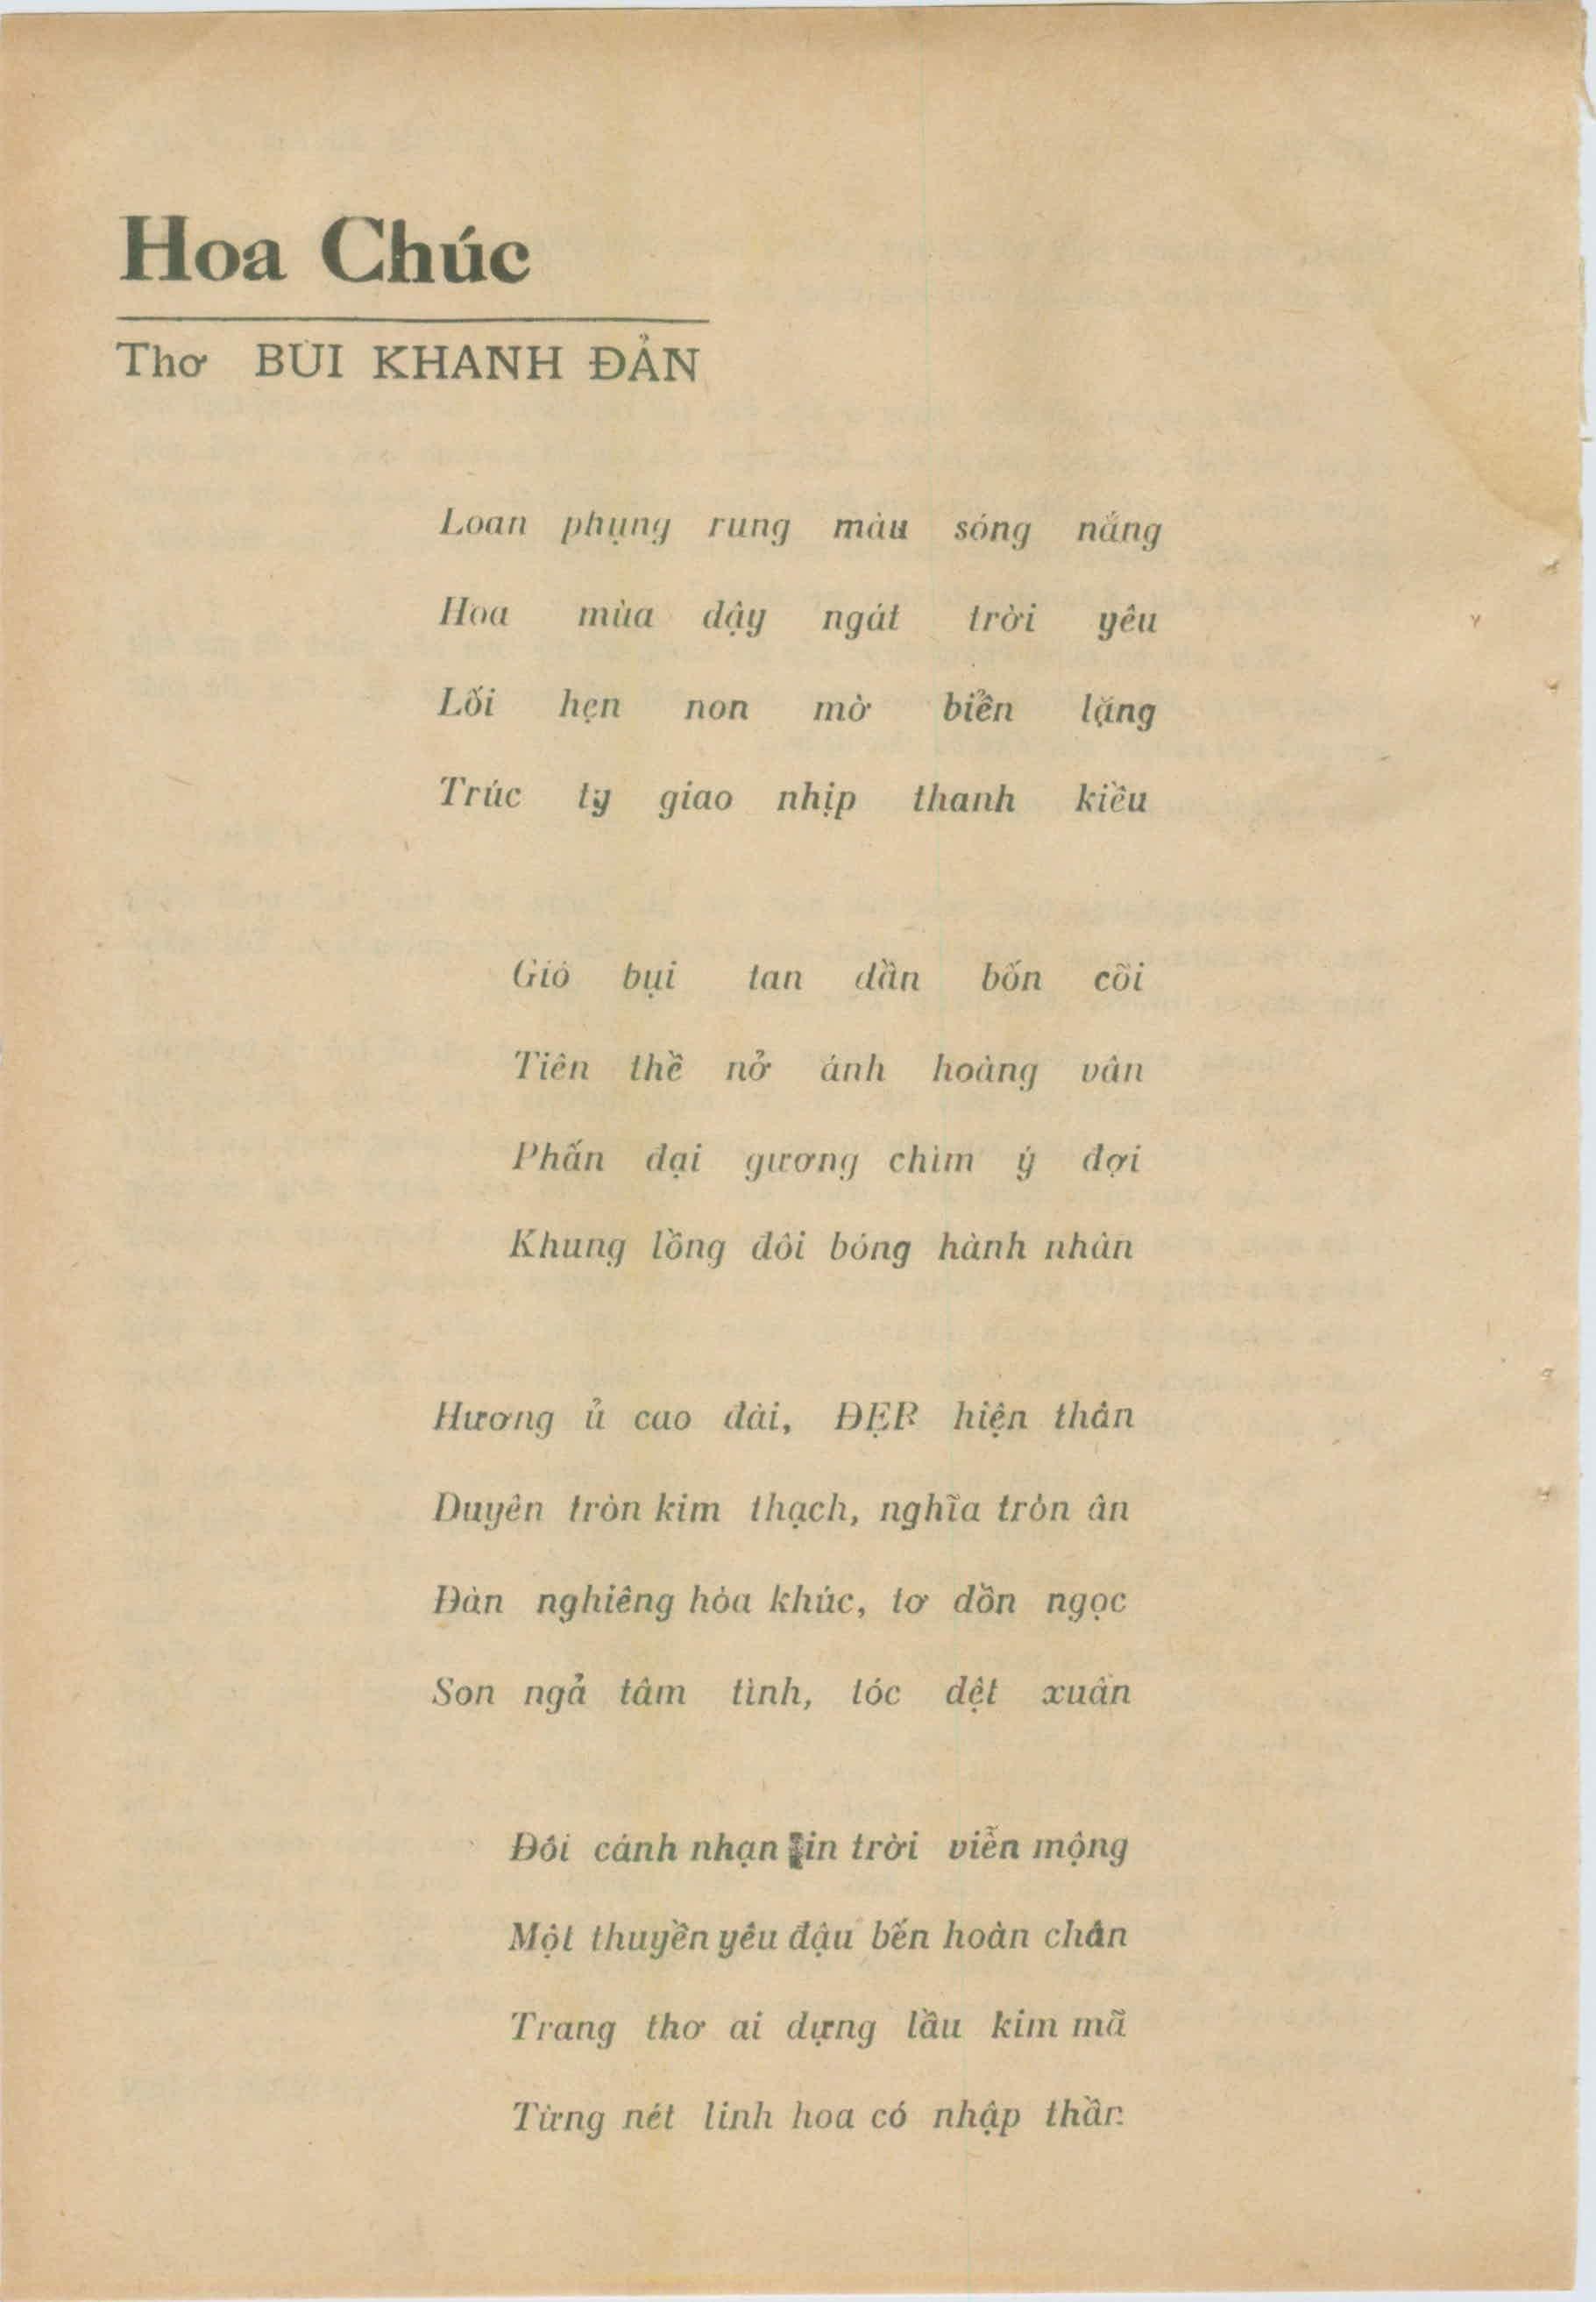 Hoa Chúc
Thơ BÙI KHANH ĐẢN
Loan phụng rung màu sóng nắng
Hoa mùa dậy ngát trời yêu
Lối hẹn non mờ biển lặng
Trúc ty giao nhịp thanh kiều
Gió bụi tan dần bốn cõi
Tiên thề nở ánh hoàng vân
Phấn đại gương chìm ý đợi
Khung lồng đôi bóng hành nhân
Hương ủ cao đài, ĐẸP hiện thân
Duyên tròn kim thạch, nghĩa tròn ân
Đàn nghiêng hòa khúc, tơ dồn ngọc
Son ngả tâm tình, tóc dệt xuân
Đôi cánh nhạn in trời viễn mộng
Một thuyền yêu đậu bến hoàn chân
Trang thơ ai dựng lầu kim mã
Từng nét linh hoa có nhập thần